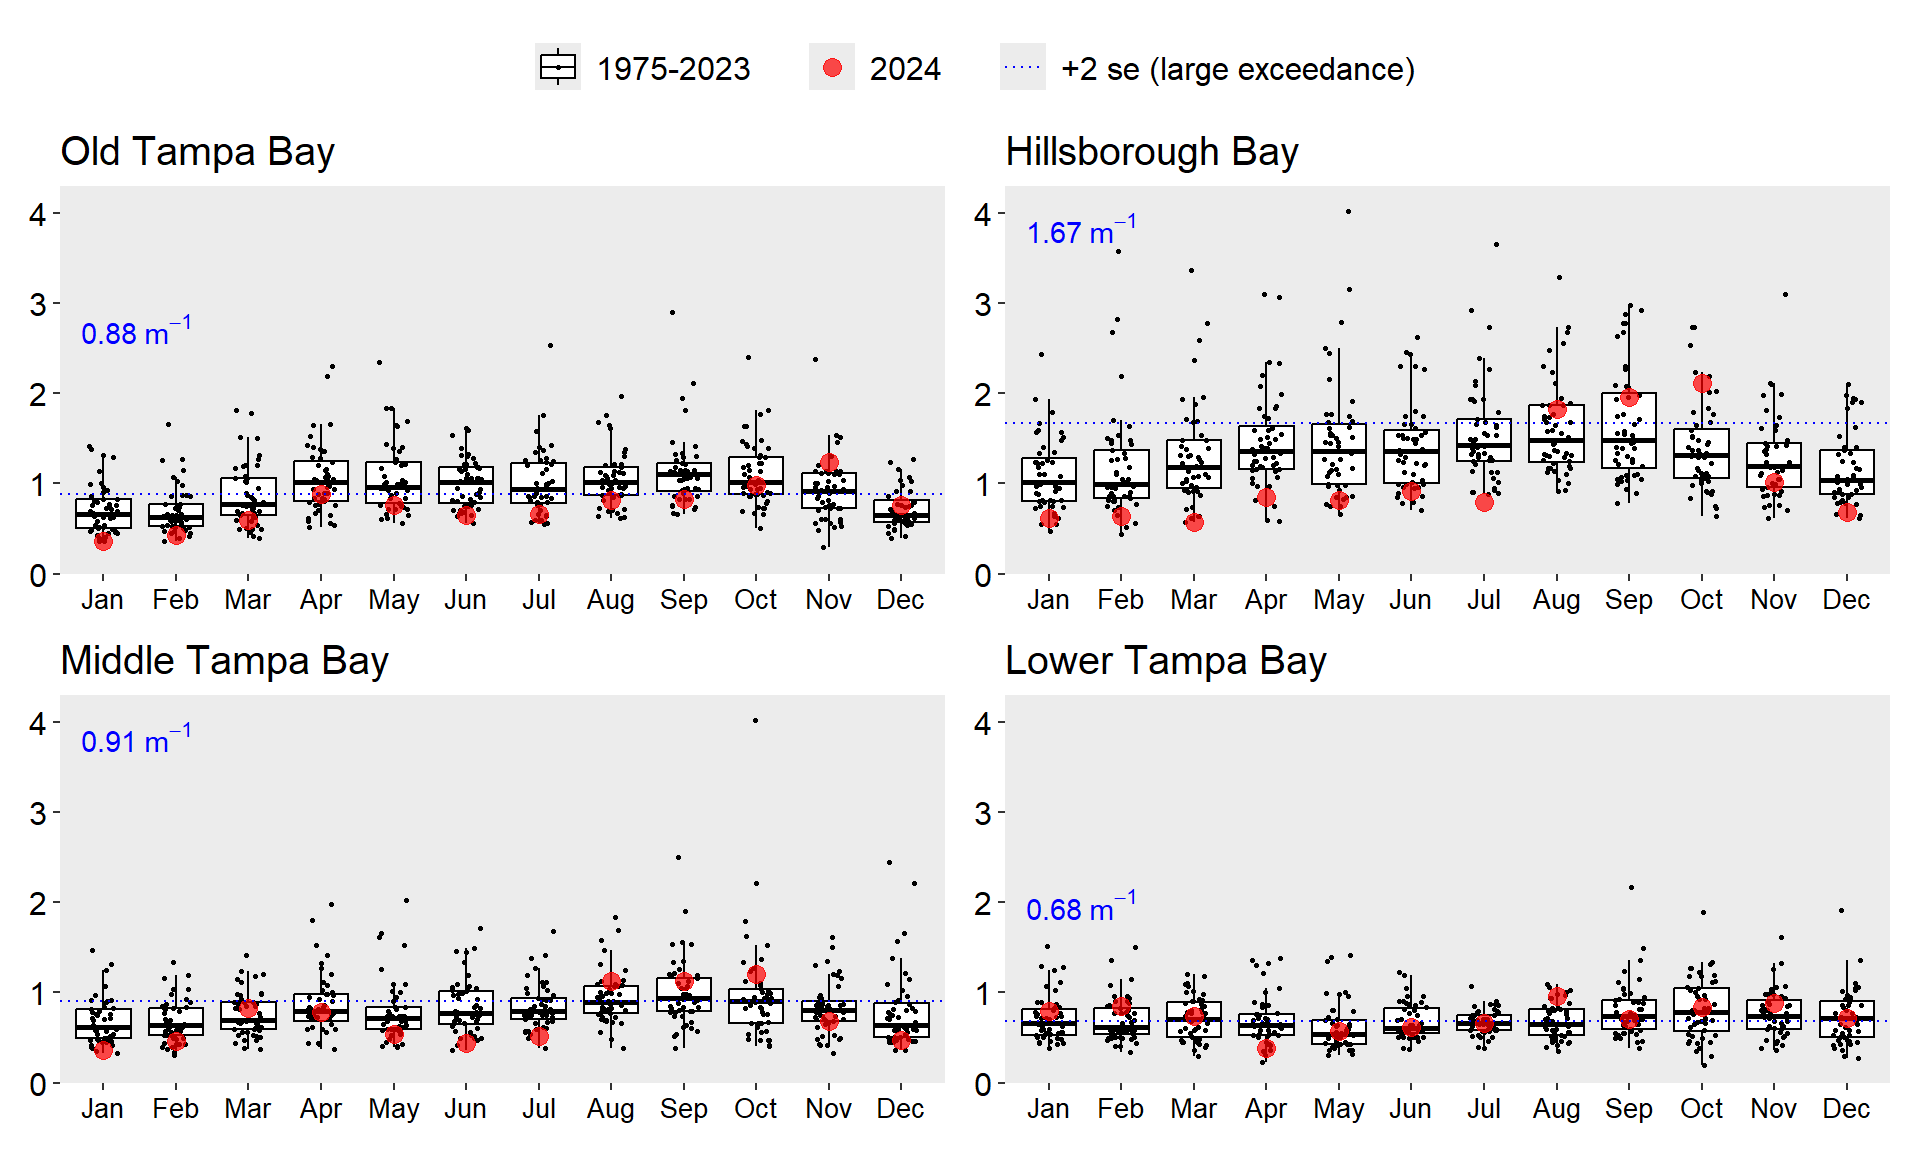 1975-2023 2024 +2 se (large exceedance)
Old Tampa Bay
4
3
2
1
0
0.88 m⁻¹
Jan Feb Mar Apr May Jun Jul Aug Sep Oct Nov Dec
Hillsborough Bay
4
3
2
1
0
1.67 m⁻¹
Jan Feb Mar Apr May Jun Jul Aug Sep Oct Nov Dec
Middle Tampa Bay
4
3
2
1
0
0.91 m⁻¹
Jan Feb Mar Apr May Jun Jul Aug Sep Oct Nov Dec
Lower Tampa Bay
4
3
2
1
0
0.68 m⁻¹
Jan Feb Mar Apr May Jun Jul Aug Sep Oct Nov Dec